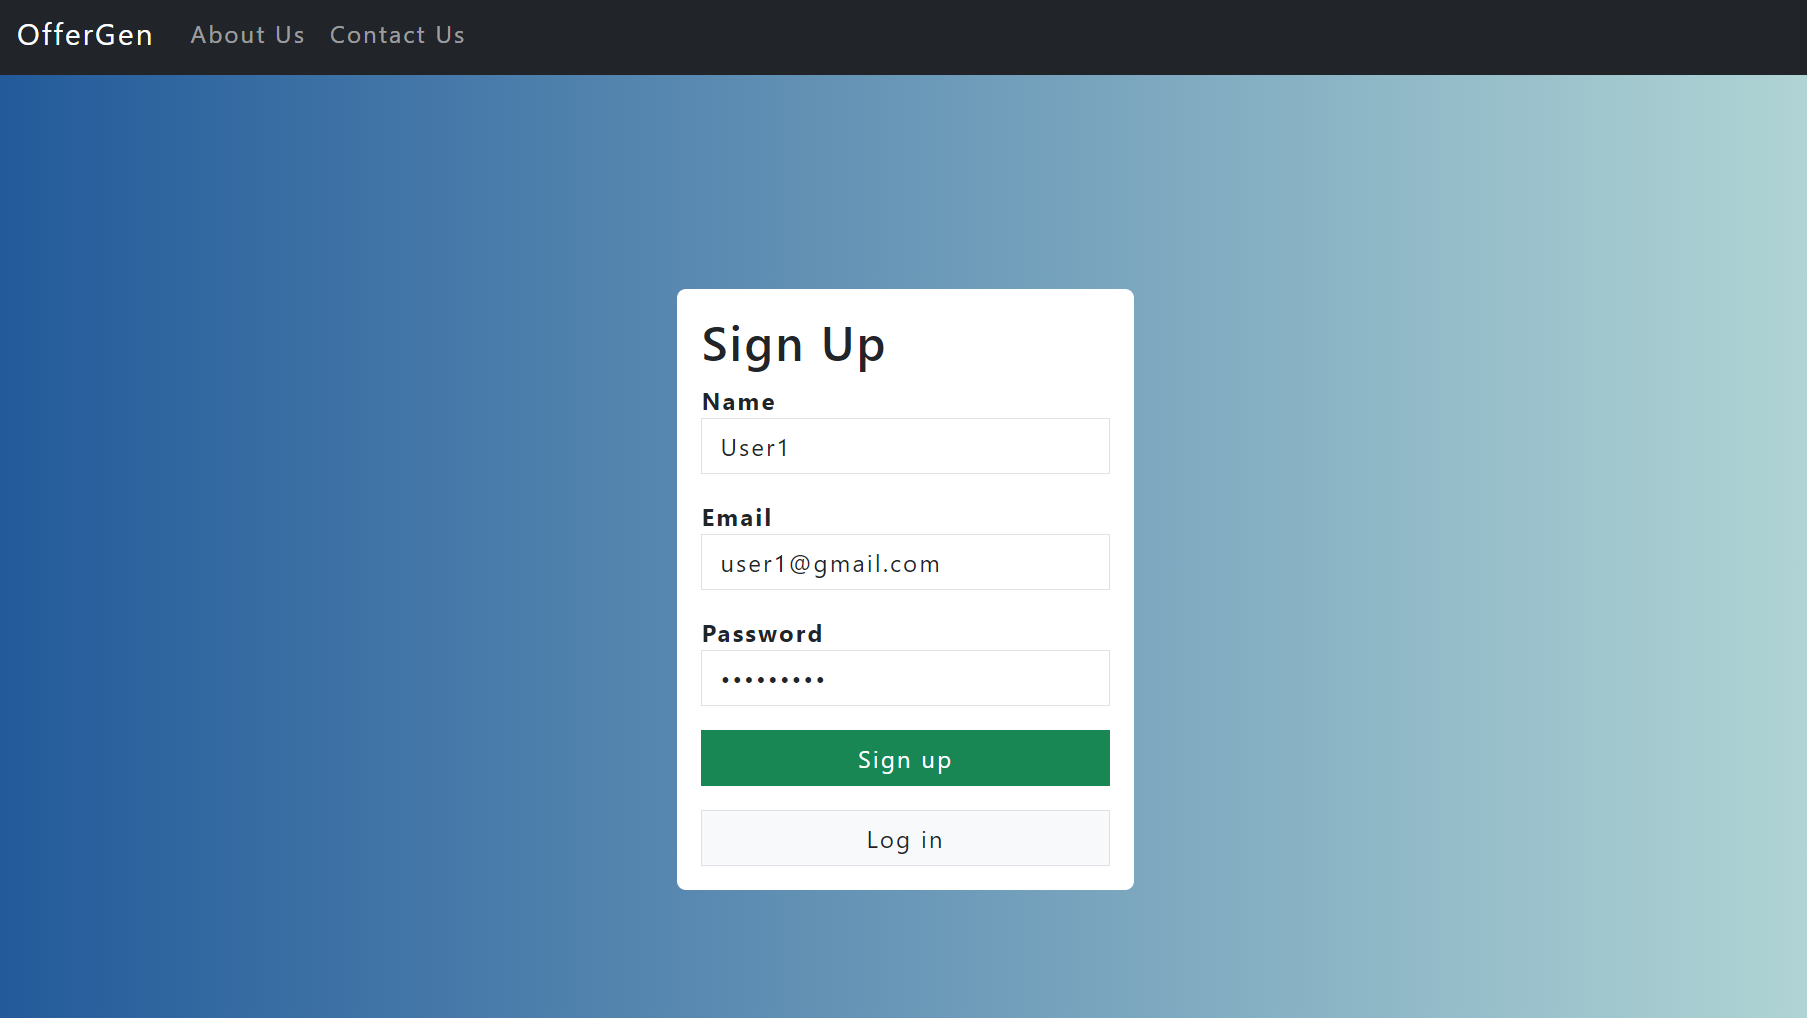 OfferGen About Us Contact Us
Sign Up
Name
User1
Email
user1@gmail.com
Password
•••••••••
Sign up
Log in